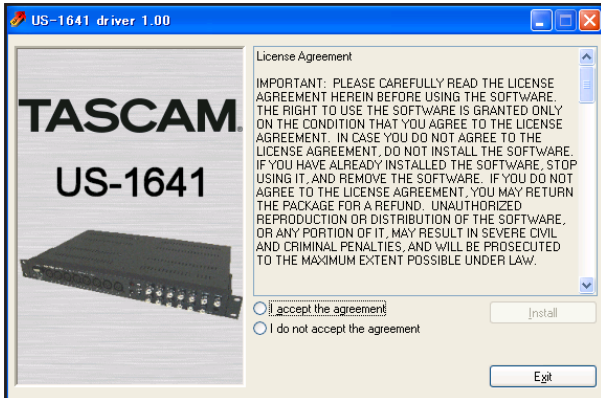 US-1641 driver 1.00
TASCAM
US-1641
License Agreement
IMPORTANT: PLEASE CAREFULLY READ THE LICENSE
AGREEMENT HEREIN BEFORE USING THE SOFTWARE.
THE RIGHT TO USE THE SOFTWARE IS GRANTED ONLY
ON THE CONDITION THAT YOU AGREE TO THE LICENSE
AGREEMENT. IN CASE YOU DO NOT AGREE TO THE
LICENSE AGREEMENT, DO NOT INSTALL THE SOFTWARE.
IF YOU HAVE ALREADY INSTALLED THE SOFTWARE, STOP
USING IT, AND REMOVE THE SOFTWARE. IF YOU DO NOT
AGREE TO THE LICENSE AGREEMENT, YOU MAY RETURN
THE PACKAGE FOR A REFUND. UNAUTHORIZED
REPRODUCTION OR DISTRIBUTION OF THE SOFTWARE,
OR ANY PORTION OF IT, MAY RESULT IN SEVERE CIVIL
AND CRIMINAL PENALTIES, AND WILL BE PROSECUTED
TO THE MAXIMUM EXTENT POSSIBLE UNDER LAW.
I accept the agreement
I do not accept the agreement
Install
Exit